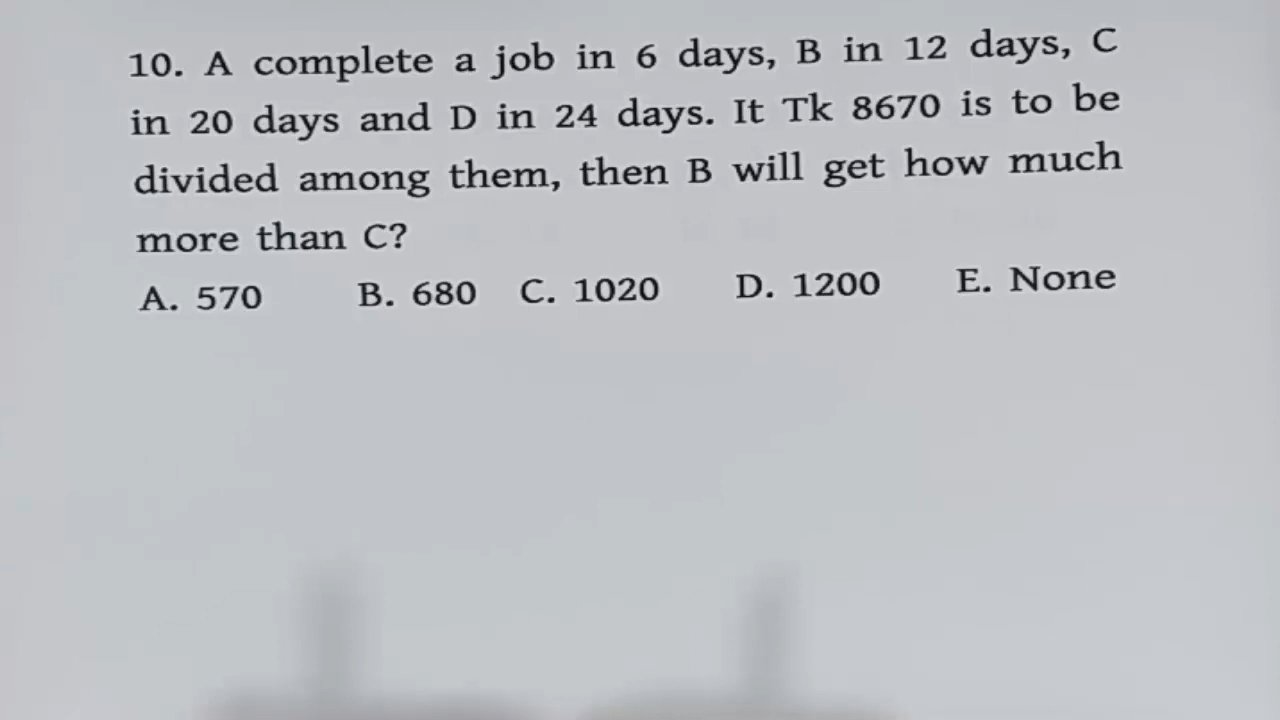 10. A complete a job in 6 days, B in 12 days, C
in 20 days and D in 24 days. It Tk 8670 is to be
divided among them, then B will get how much
more than C?
A. 570 B. 680 C. 1020 D. 1200 E. None